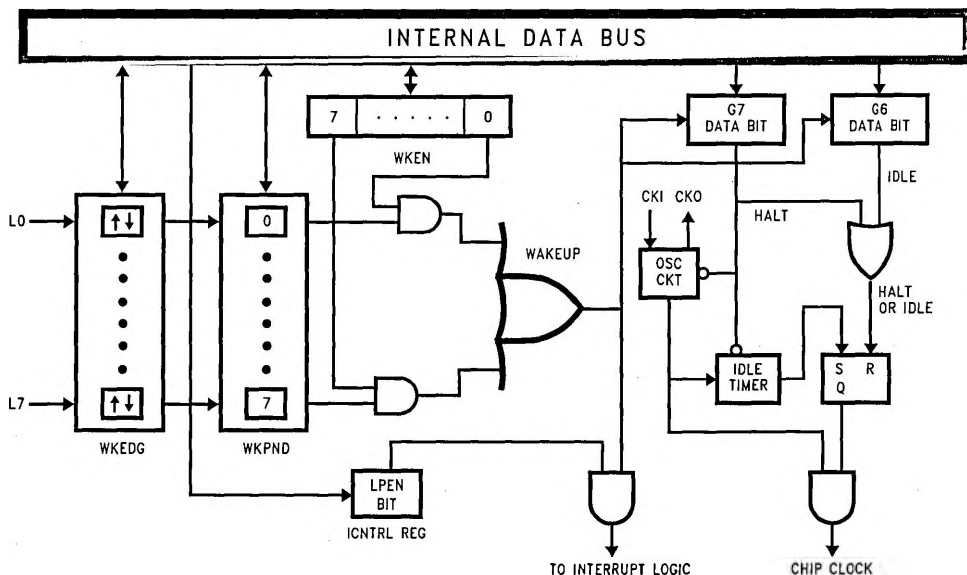 INTERNAL DATA BUS
7 ..... 0
WKEN
G7
DATA BIT
G6
DATA BIT
IDLE
L0
↑↓
0
CKI CKO
HALT
WAKEUP
OSC
CKT
HALT
OR IDLE
IDLE
TIMER
S R
Q
L7
↑↓
7
WKEDG
WKPND
LPEN
BIT
ICNTRL REG
TO INTERRUPT LOGIC
CHIP CLOCK